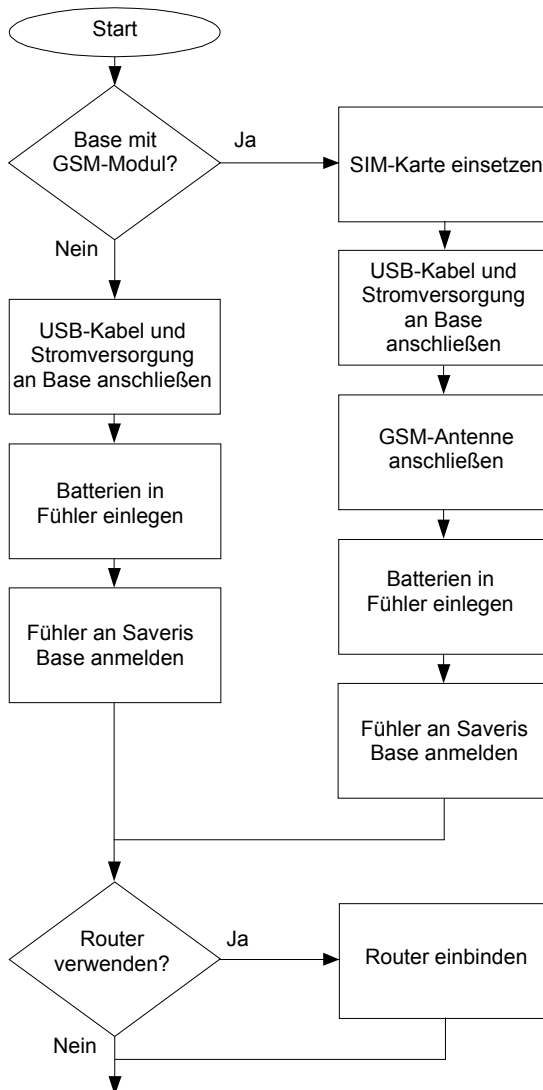 Start
Base mit
GSM-Modul?
Ja
SIM-Karte einsetzen
Nein
USB-Kabel und
Stromversorgung
an Base anschließen
Batterien in
Fühler einlegen
Fühler an Saveris
Base anmelden
USB-Kabel und
Stromversorgung
an Base
anschließen
GSM-Antenne
anschließen
Batterien in
Fühler einlegen
Fühler an Saveris
Base anmelden
Router
verwenden?
Ja
Router einbinden
Nein